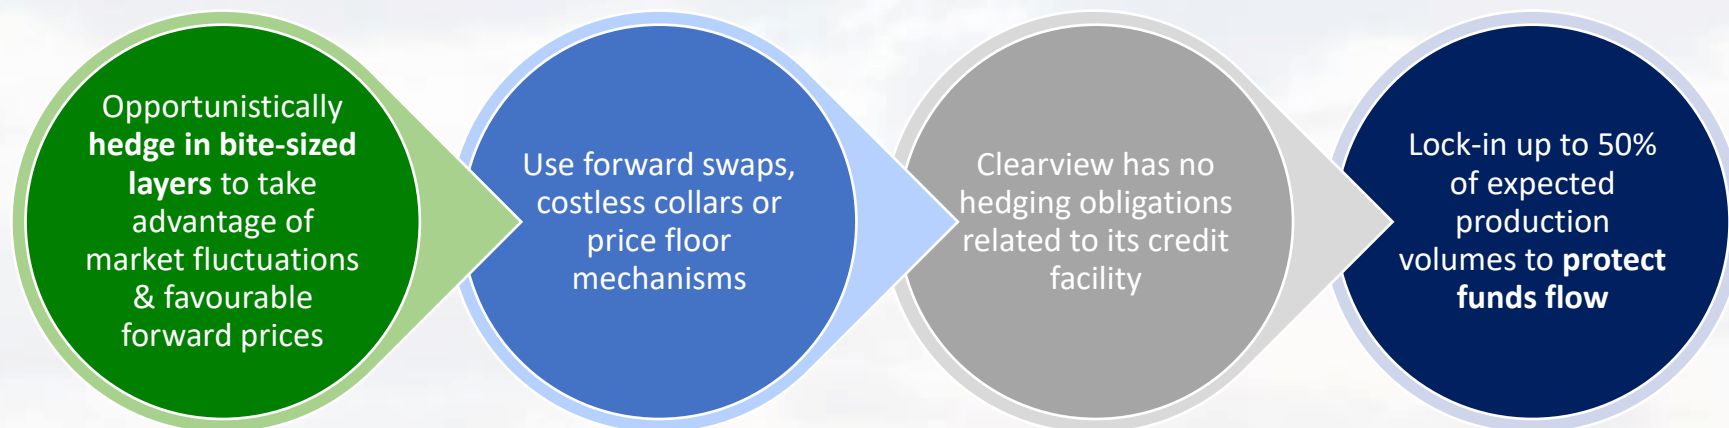 Opportunistically
hedge in bite-sized
layers to take
advantage of
market fluctuations
& favourable
forward prices
Use forward swaps,
costless collars or
price floor
mechanisms
Clearview has no
hedging obligations
related to its credit
facility
Lock-in up to 50%
of expected
production
volumes to protect
funds flow